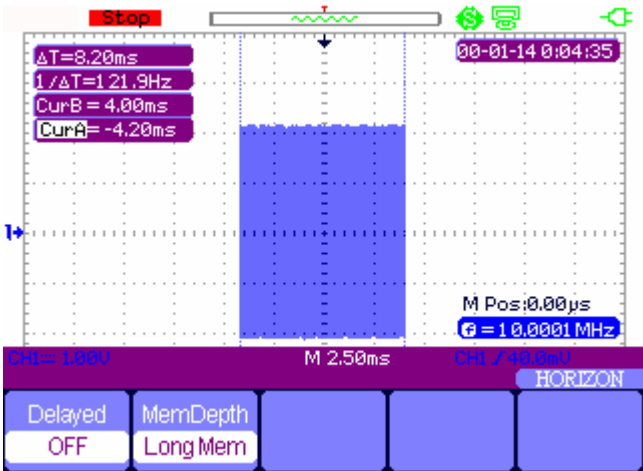 Stop
T
S
ΔT=8.20ms
00-01-14 0:04:35
1/ΔT=121.9Hz
CurB = 4.00ms
CurA= -4.20ms
1
M Pos:0.00μs
f = 10.0001MHz
CH1 1.00V
M 2.50ms
CH1 / 40.0mV
HORIZON
Delayed
MemDepth
OFF
Long Mem